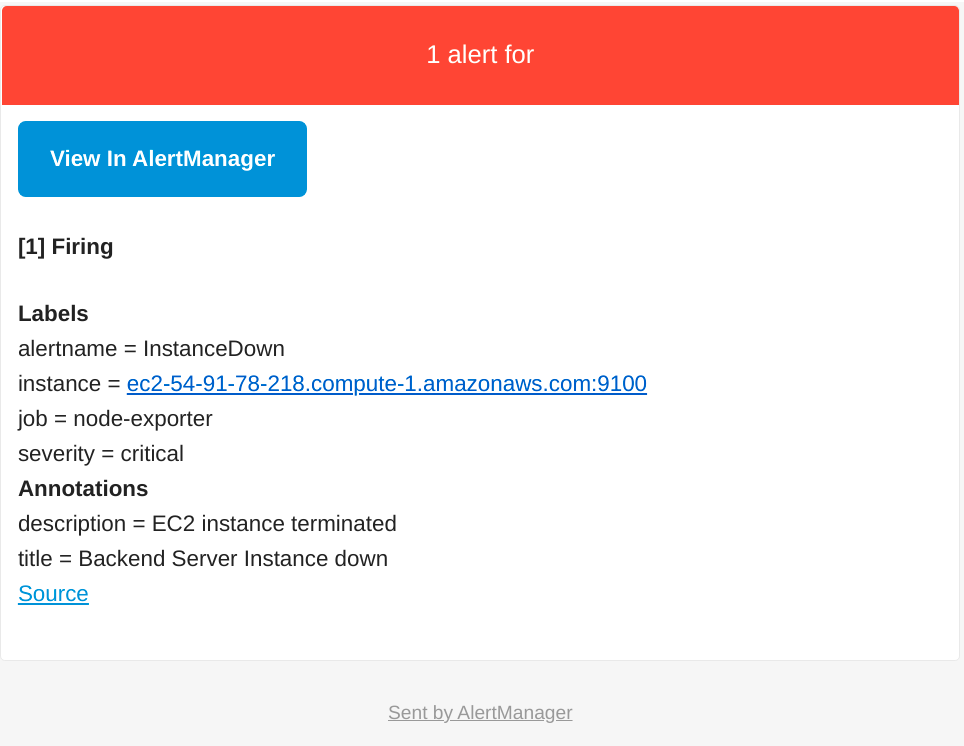 1 alert for
View In AlertManager
[1] Firing
Labels
alertname = InstanceDown
instance = ec2-54-91-78-218.compute-1.amazonaws.com:9100
job = node-exporter
severity = critical
Annotations
description = EC2 instance terminated
title = Backend Server Instance down
Source
Sent by AlertManager